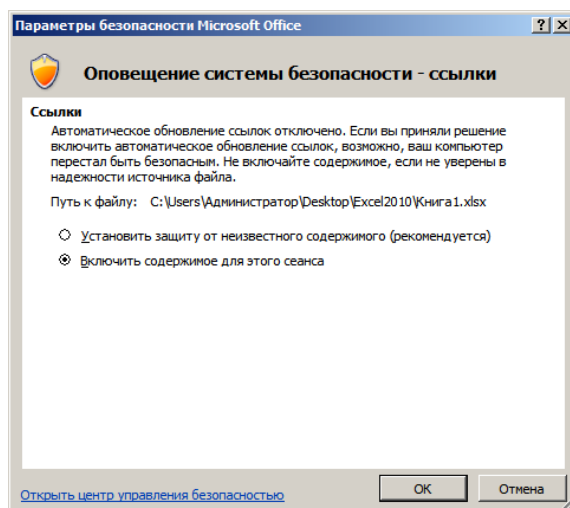 Параметры безопасности Microsoft Office
Оповещение системы безопасности - ссылки
Ссылки
Автоматическое обновление ссылок отключено. Если вы приняли решение
включить автоматическое обновление ссылок, возможно, ваш компьютер
перестал быть безопасным. Не включайте содержимое, если не уверены в
надежности источника файла.
Путь к файлу: C:\Users\Администратор\Desktop\Excel2010\Книга1.xlsx
Установить защиту от неизвестного содержимого (рекомендуется)
Включить содержимое для этого сеанса
Открыть центр управления безопасностью
ОК
Отмена